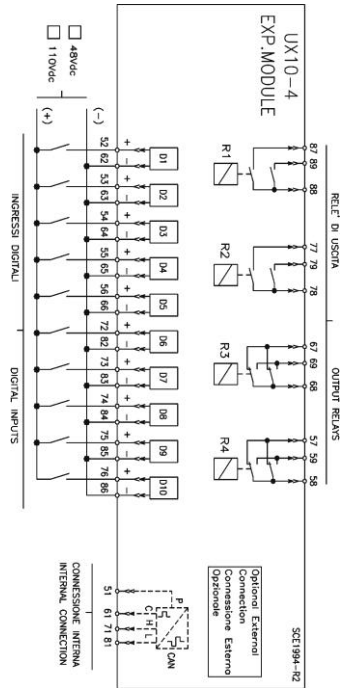 UX10-4
EXP.MODULE
SCE1994-R2
RELE' DI USCITA
OUTPUT RELAYS
87
89
88
77
79
78
67
69
68
57
59
58
R1
R2
R3
R4
Optional External
Connection
Connessione Esterna
Opzionale
D1
D2
D3
D4
D5
D6
D7
D8
D9
D10
+ − + − + − + − + − + − + − + − + − + −
52
62
53
63
54
64
55
65
56
66
72
82
73
83
74
84
75
85
76
86
(−)
(+)
48Vdc
110Vdc
INGRESSI DIGITALI
DIGITAL INPUTS
CAN
P
C
H
L
51
61
71
81
CONNESSIONE INTERNA
INTERNAL CONNECTION